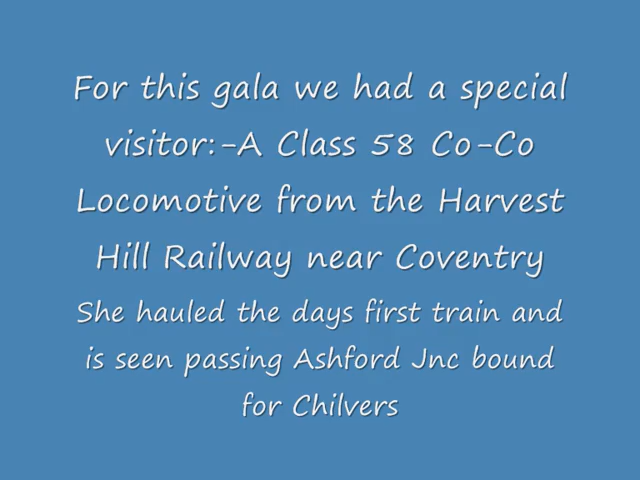 For this gala we had a special
visitor:-A Class 58 Co-Co
Locomotive from the Harvest
Hill Railway near Coventry
She hauled the days first train and
is seen passing Ashford Jnc bound
for Chilvers